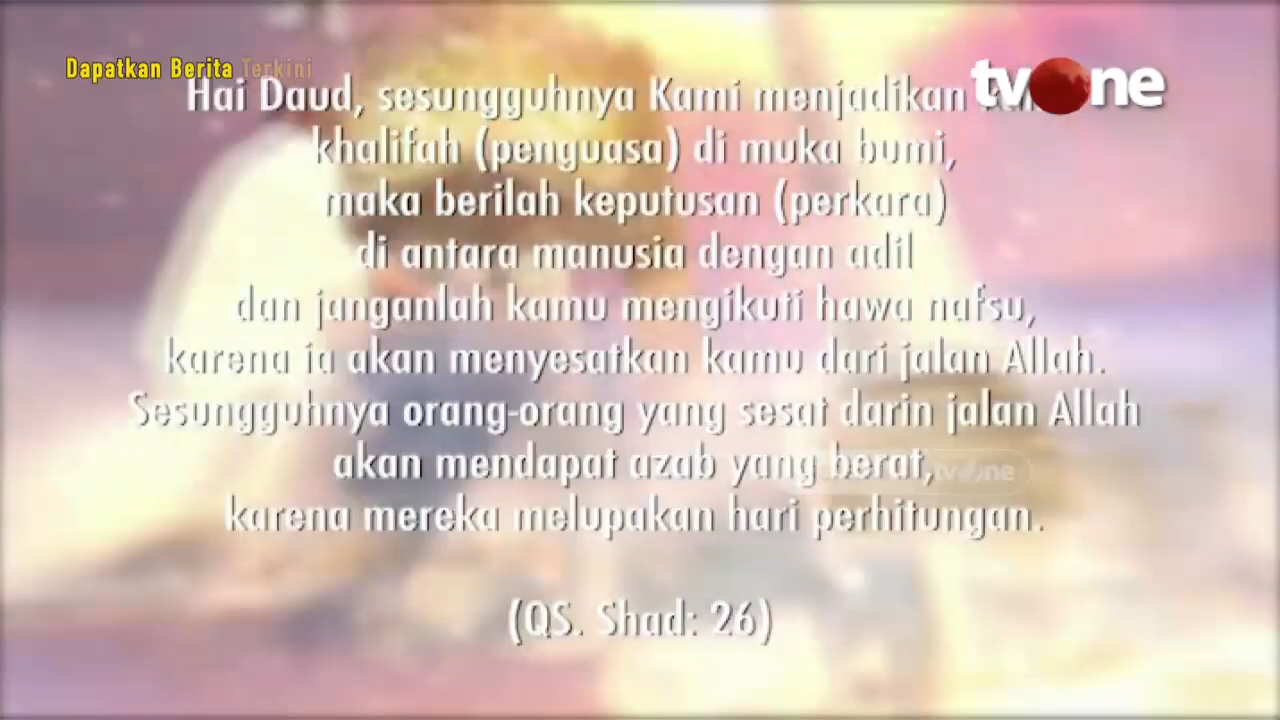 Dapatkan Berita Terkini
tvOne
Hai Daud, sesungguhnya Kami menjadikan
khalifah (penguasa) di muka bumi,
maka berilah keputusan (perkara)
di antara manusia dengan adil
dan janganlah kamu mengikuti hawa nafsu,
karena ia akan menyesatkan kamu dari jalan Allah.
Sesungguhnya orang-orang yang sesat darin jalan Allah
akan mendapat azab yang berat,
tvOne
karena mereka melupakan hari perhitungan.
(QS. Shad: 26)